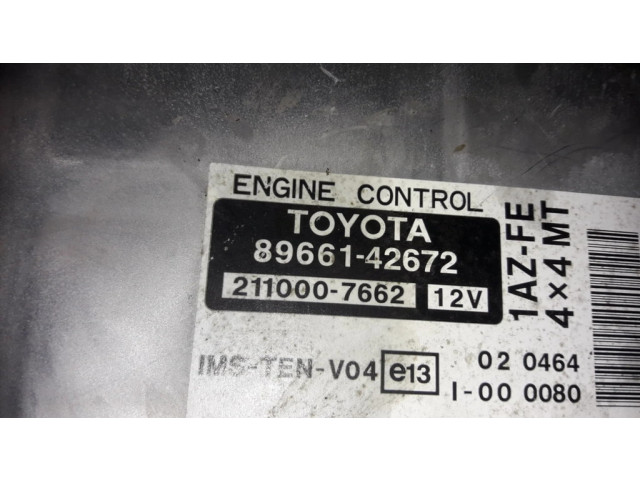 ENGINE CONTROL
TOYOTA
89661-42672
211000-7662 12V
1AZ-FE
4×4 MT
IMS-TEN-V04 e13 02 0464
I-00 0080